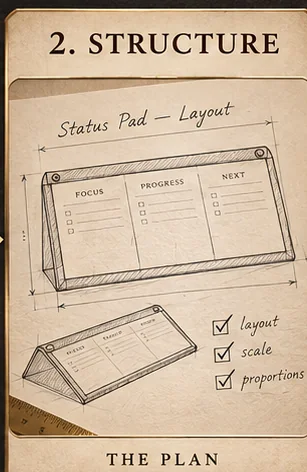 2. STRUCTURE
Status Pad — Layout
FOCUS
PROGRESS
NEXT
layout
scale
proportions
THE PLAN